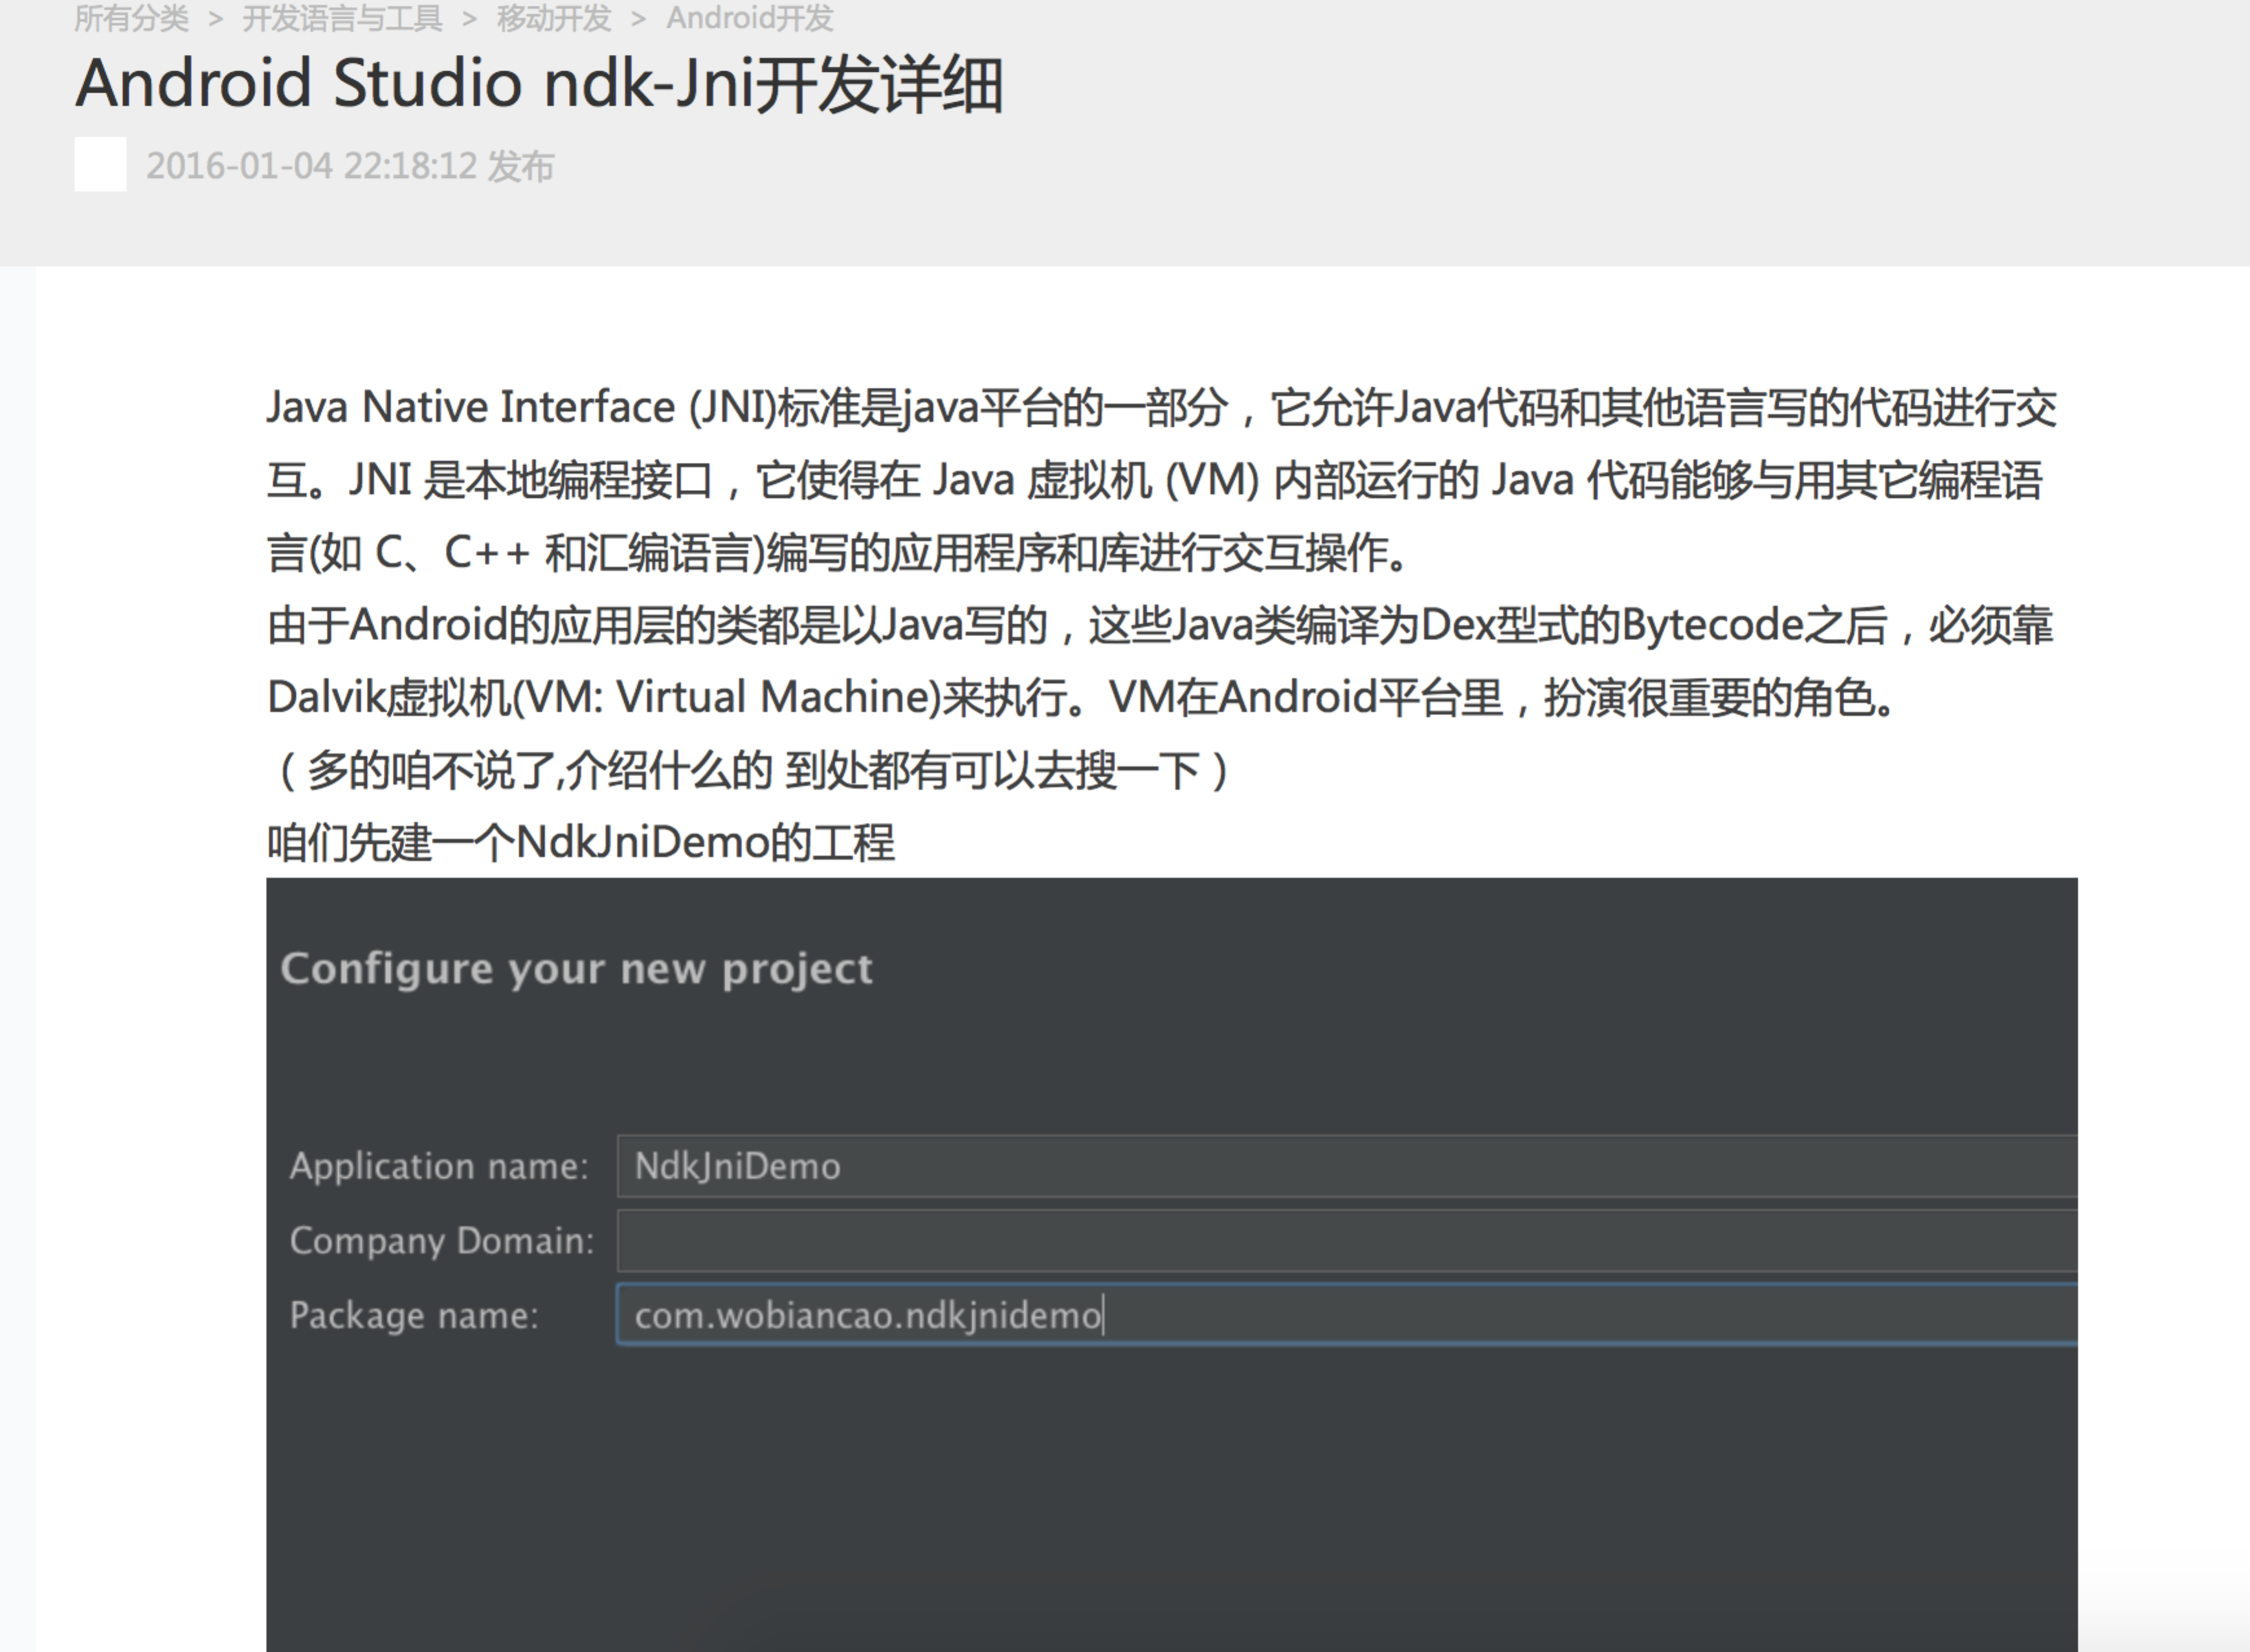 所有分类 > 开发语言与工具 > 移动开发 > Android开发
Android Studio ndk-Jni开发详细
2016-01-04 22:18:12 发布
Java Native Interface (JNI)标准是java平台的一部分，它允许Java代码和其他语言写的代码进行交
互。JNI 是本地编程接口，它使得在 Java 虚拟机 (VM) 内部运行的 Java 代码能够与用其它编程语
言(如 C、C++ 和汇编语言)编写的应用程序和库进行交互操作。
由于Android的应用层的类都是以Java写的，这些Java类编译为Dex型式的Bytecode之后，必须靠
Dalvik虚拟机(VM: Virtual Machine)来执行。VM在Android平台里，扮演很重要的角色。
（多的咱不说了,介绍什么的 到处都有可以去搜一下）
咱们先建一个NdkJniDemo的工程
Configure your new project
Application name: NdkJniDemo
Company Domain:
Package name: com.wobiancao.ndkjnidemo